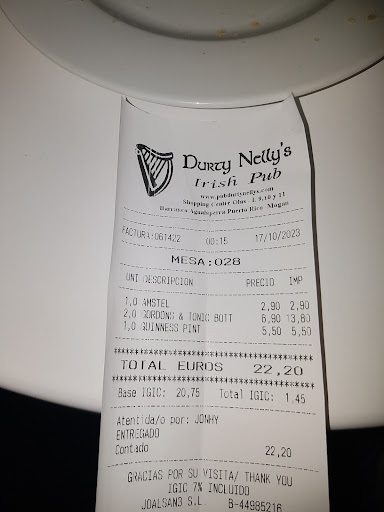 Durty Nelly's
Irish Pub
www.pubdurtynellys.com
Shopping Centre Olas 1, 9,10 y 11
Barranco Aguadperra Puerto Rico Mogan
FACTURA:061422 00:15 17/10/2023
MESA:028
UNI DESCRIPCION PRECIO IMP
1,0 AMSTEL 2,90 2,90
2,0 GORDONS & TONIC BOTT 6,90 13,80
1,0 GUINNESS PINT 5,50 5,50
TOTAL EUROS 22,20
Base IGIC: 20,75 Total IGIC: 1,45
Atentida/o por: JONHY
ENTREGADO
Contado 22,20
GRACIAS POR SU VISITA/ THANK YOU
IGIC 7% INCLUIDO
JOALSAN3 S.L B-44985216